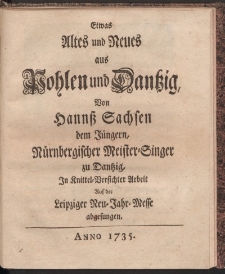 Etwas
Altes und Neues
aus
Pohlen und Dantzig,
Von
Hannß Sachsen
dem Jüngern,
Nürnbergischer Meister-Singer
zu Dantzig,
In Knittel-Versichter Arbeit
Auf der
Leipziger Neu-Jahr-Messe
abgesungen.
ANNO 1735.